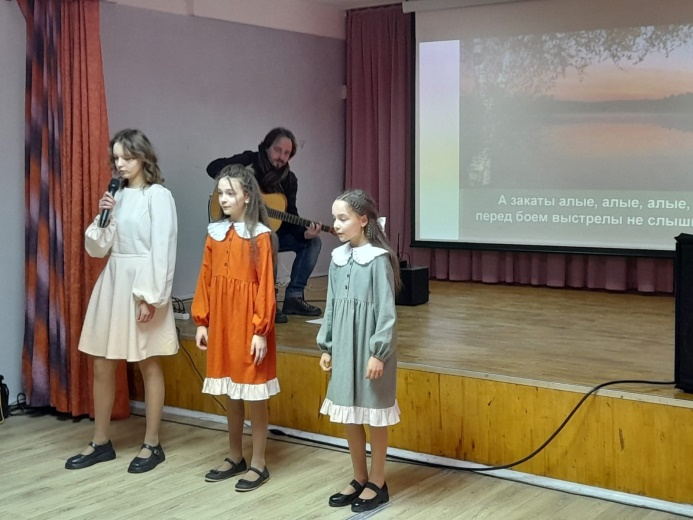 А закаты алые, алые, алые,
перед боем выстрелы не